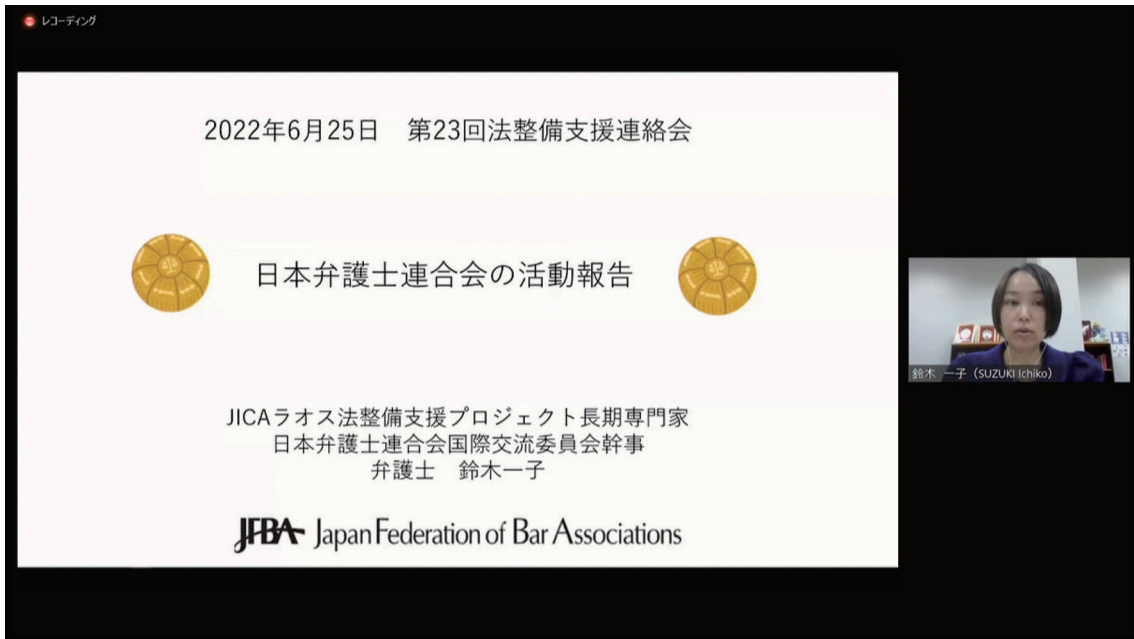 レコーディング
2022年6月25日　第23回法整備支援連絡会
日本弁護士連合会の活動報告
JICAラオス法整備支援プロジェクト長期専門家
日本弁護士連合会国際交流委員会幹事
弁護士　鈴木一子
JFBA Japan Federation of Bar Associations
鈴木 一子（SUZUKI Ichiko）